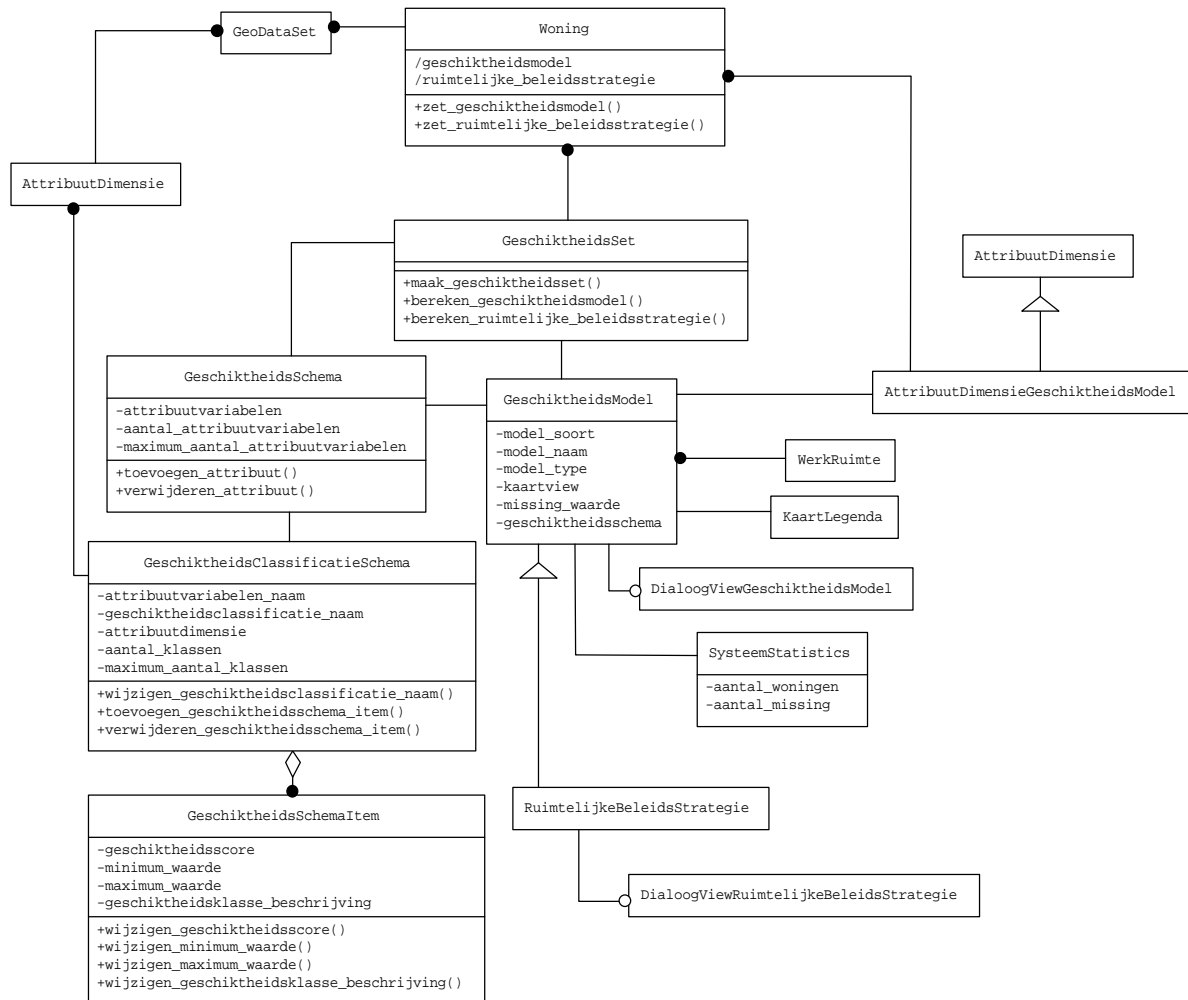 GeoDataSet
Woning
/geschiktheidsmodel
/ruimtelijke_beleidsstrategie
+zet_geschiktheidsmodel()
+zet_ruimtelijke_beleidsstrategie()
AttribuutDimensie
GeschiktheidsSet
+maak_geschiktheidsset()
+bereken_geschiktheidsmodel()
+bereken_ruimtelijke_beleidsstrategie()
AttribuutDimensie
GeschiktheidsSchema
-attribuutvariabelen
-aantal_attribuutvariabelen
-maximum_aantal_attribuutvariabelen
+toevoegen_attribuut()
+verwijderen_attribuut()
GeschiktheidsModel
-model_soort
-model_naam
-model_type
-kaartview
-missing_waarde
-geschiktheidsschema
AttribuutDimensieGeschiktheidsModel
WerkRuimte
KaartLegenda
GeschiktheidsClassificatieSchema
-attribuutvariabelen_naam
-geschiktheidsclassificatie_naam
-attribuutdimensie
-aantal_klassen
-maximum_aantal_klassen
+wijzigen_geschiktheidsclassificatie_naam()
+toevoegen_geschiktheidsschema_item()
+verwijderen_geschiktheidsschema_item()
DialoogViewGeschiktheidsModel
SysteemStatistics
-aantal_woningen
-aantal_missing
GeschiktheidsSchemaItem
-geschiktheidsscore
-minimum_waarde
-maximum_waarde
-geschiktheidsklasse_beschrijving
+wijzigen_geschiktheidsscore()
+wijzigen_minimum_waarde()
+wijzigen_maximum_waarde()
+wijzigen_geschiktheidsklasse_beschrijving()
RuimtelijkeBeleidsStrategie
DialoogViewRuimtelijkeBeleidsStrategie